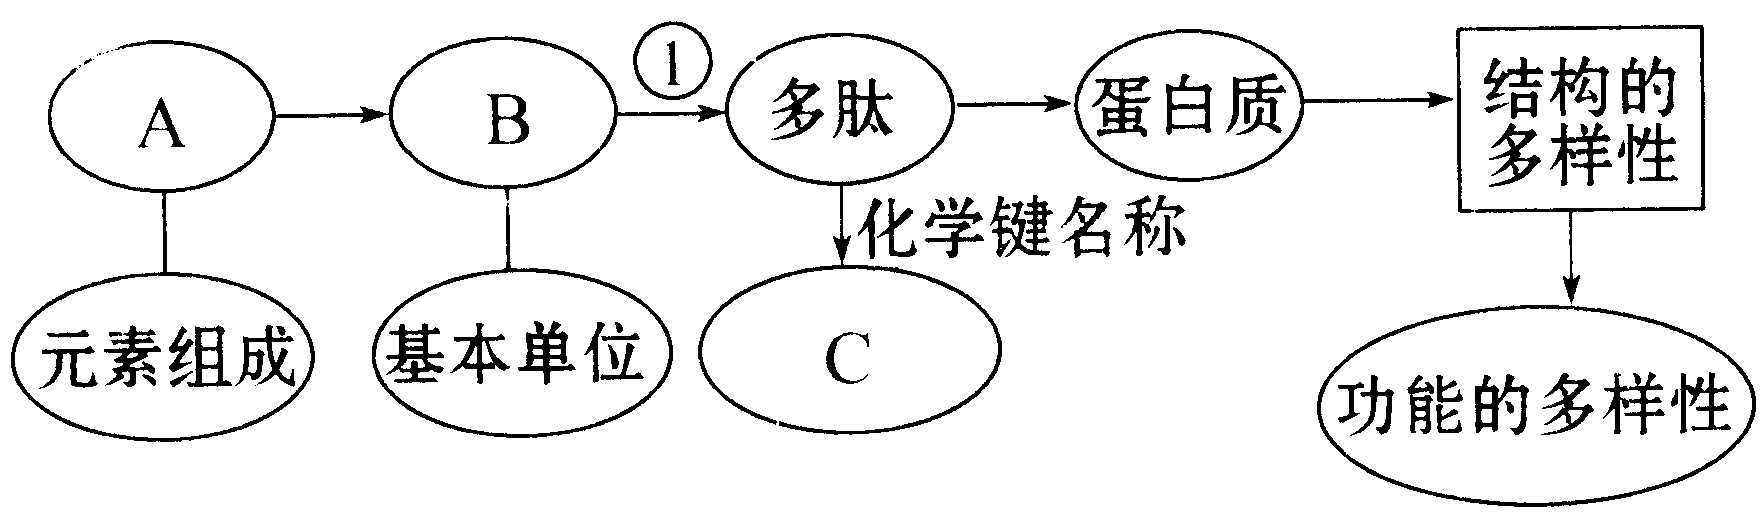 A
B
①
多肽
蛋白质
结构的
多样性
化学键名称
元素组成
基本单位
C
功能的多样性